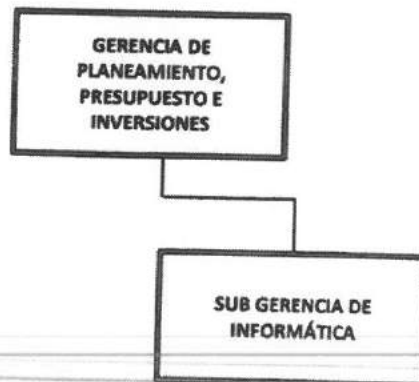 GERENCIA DE
PLANEAMIENTO,
PRESUPUESTO E
INVERSIONES
SUB GERENCIA DE
INFORMÁTICA